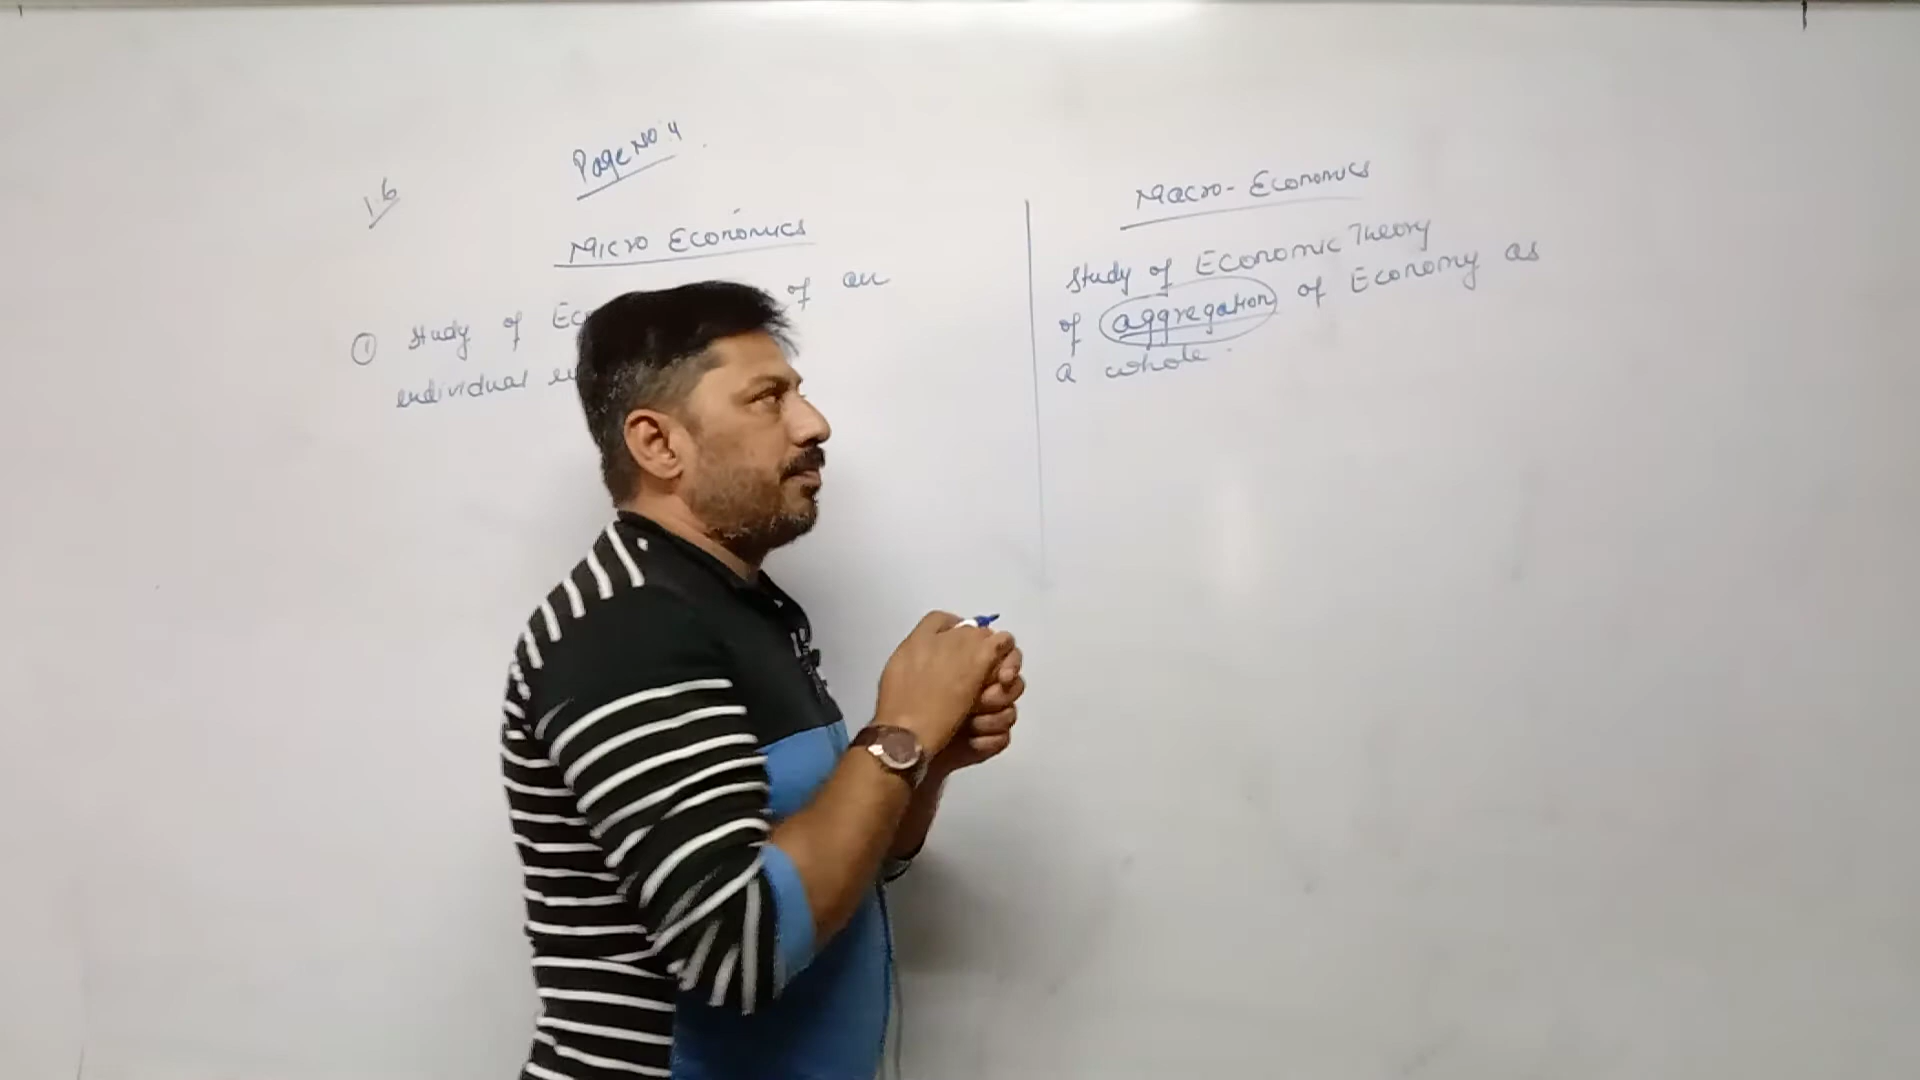 Page NO 4
1.6
Micro Economics
① Study of of an
individual
Macro-Economics
Study of Economic Theory
of aggregation of Economy as
a whole.